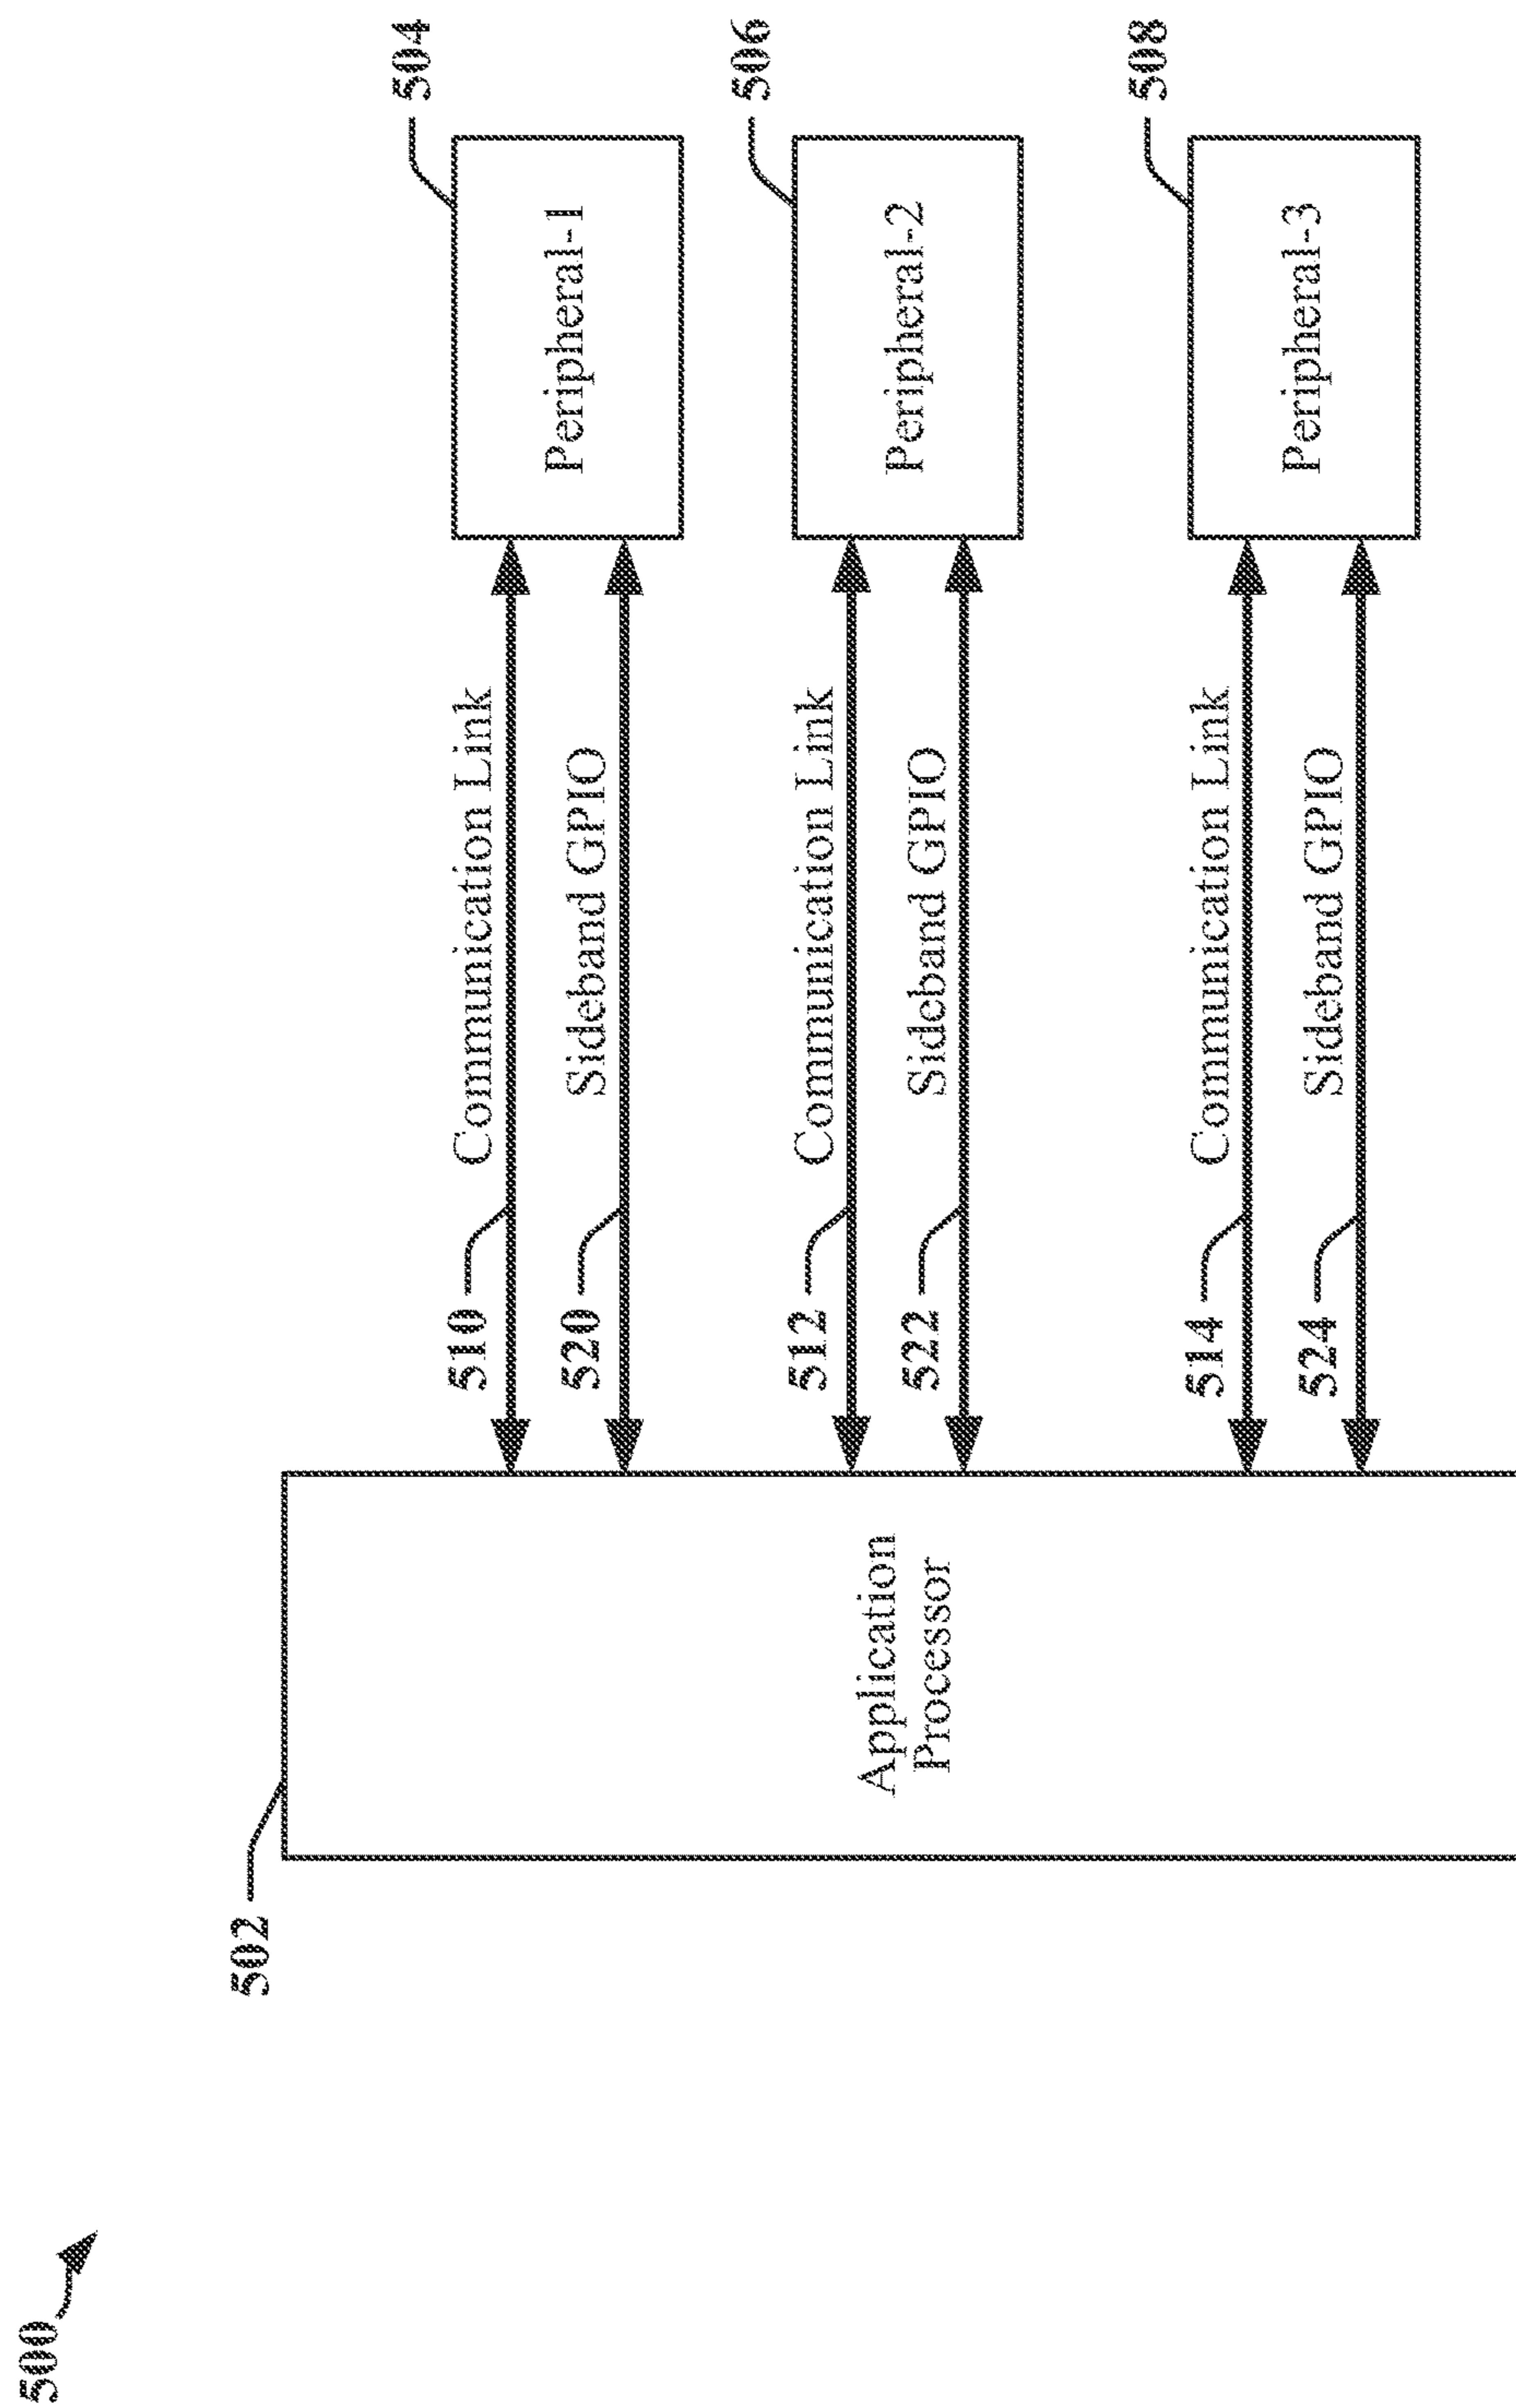 500
502
Application
Processor
510
Communication Link
504
Peripheral-1
520
Sideband GPIO
512
Communication Link
506
Peripheral-2
522
Sideband GPIO
514
Communication Link
508
Peripheral-3
524
Sideband GPIO